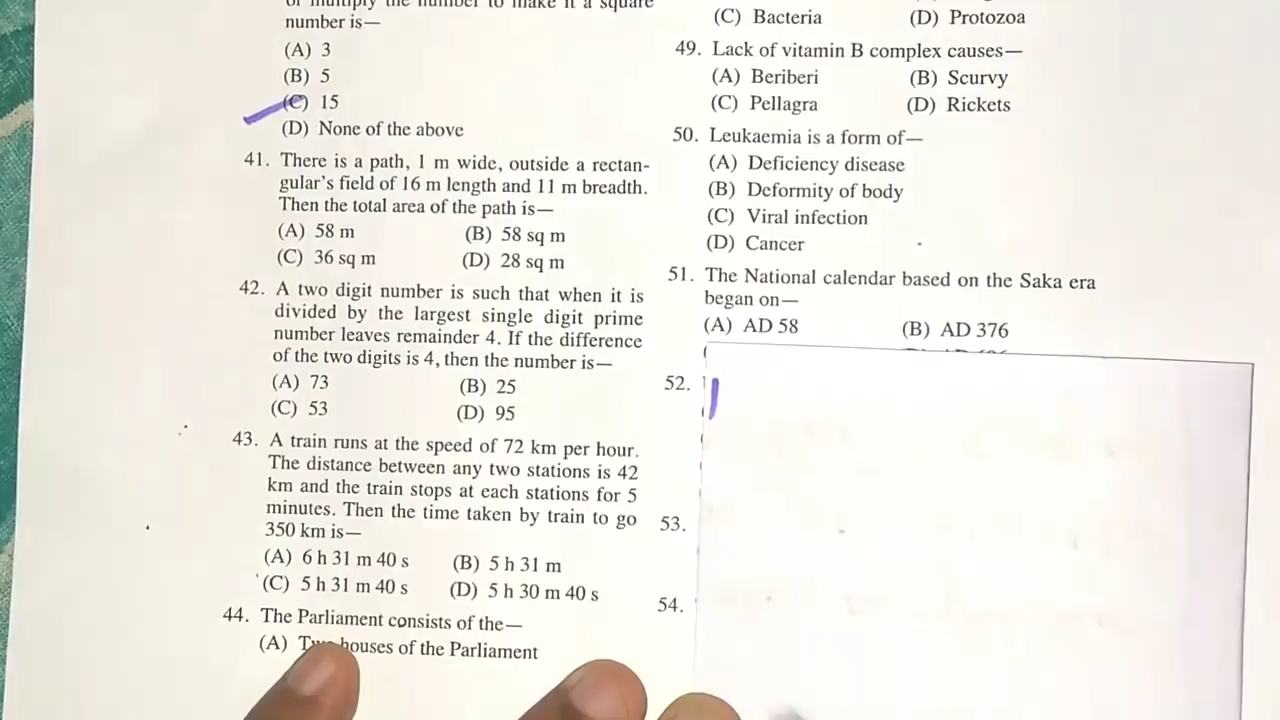 or multiply the number to make it a square
number is—
(A) 3
(B) 5
(C) 15
(D) None of the above
41. There is a path, 1 m wide, outside a rectan-
gular's field of 16 m length and 11 m breadth.
Then the total area of the path is—
(A) 58 m (B) 58 sq m
(C) 36 sq m (D) 28 sq m
42. A two digit number is such that when it is
divided by the largest single digit prime
number leaves remainder 4. If the difference
of the two digits is 4, then the number is—
(A) 73 (B) 25
(C) 53 (D) 95
43. A train runs at the speed of 72 km per hour.
The distance between any two stations is 42
km and the train stops at each stations for 5
minutes. Then the time taken by train to go
350 km is—
(A) 6 h 31 m 40 s (B) 5 h 31 m
(C) 5 h 31 m 40 s (D) 5 h 30 m 40 s
44. The Parliament consists of the—
(A) Two houses of the Parliament
(C) Bacteria (D) Protozoa
49. Lack of vitamin B complex causes—
(A) Beriberi (B) Scurvy
(C) Pellagra (D) Rickets
50. Leukaemia is a form of—
(A) Deficiency disease
(B) Deformity of body
(C) Viral infection
(D) Cancer
51. The National calendar based on the Saka era
began on—
(A) AD 58 (B) AD 376
52.
53.
54.